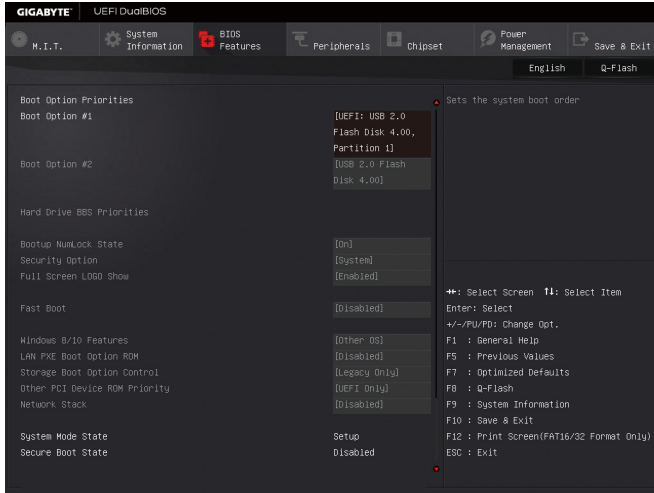 GIGABYTE™ UEFI DualBIOS
M.I.T.
System Information
BIOS Features
Peripherals
Chipset
Power Management
Save & Exit
English Q-Flash
Boot Option Priorities
Boot Option #1 [UEFI: USB 2.0
Flash Disk 4.00,
Partition 1]
Boot Option #2 [USB 2.0 Flash
Disk 4.00]
Hard Drive BBS Priorities
Bootup NumLock State [On]
Security Option [System]
Full Screen LOGO Show [Enabled]
Fast Boot [Disabled]
Windows 8/10 Features [Other OS]
LAN PXE Boot Option ROM [Disabled]
Storage Boot Option Control [Legacy Only]
Other PCI Device ROM Priority [UEFI Only]
Network Stack [Disabled]
System Mode State Setup
Secure Boot State Disabled
Sets the system boot order
→←: Select Screen ↑↓: Select Item
Enter: Select
+/-/PU/PD: Change Opt.
F1 : General Help
F5 : Previous Values
F7 : Optimized Defaults
F8 : Q-Flash
F9 : System Information
F10 : Save & Exit
F12 : Print Screen(FAT16/32 Format Only)
ESC : Exit